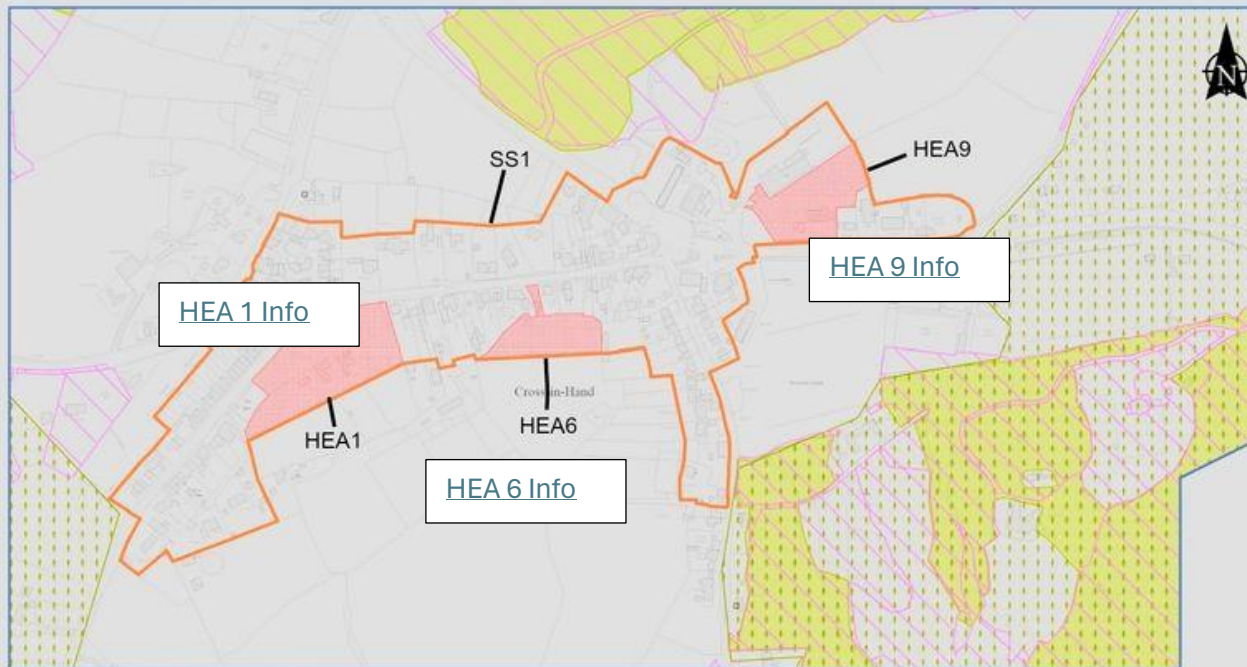 N
SS1
HEA9
HEA 9 Info
HEA 1 Info
Cross-in-Hand
HEA1
HEA6
HEA 6 Info